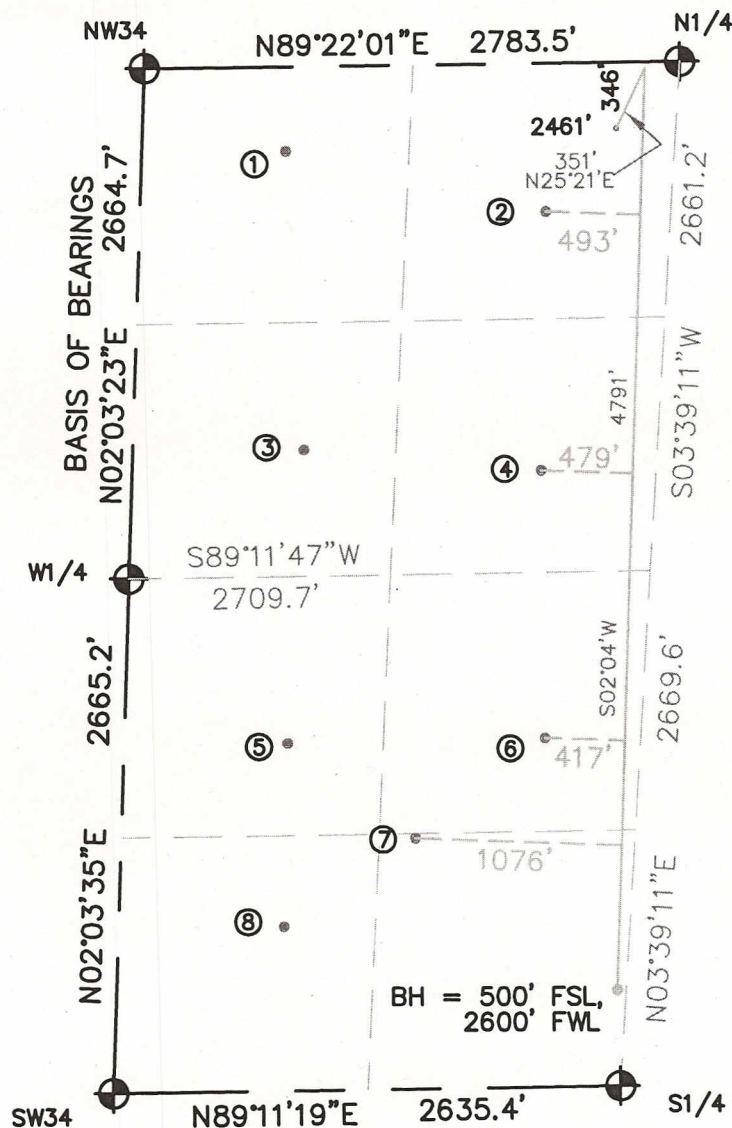 NW34
N89°22'01"E 2783.5'
N1/4
346"
2461'
351'
N25°21'E
①
②
493'
2664.7'
2661.2'
BASIS OF BEARINGS
N02°03'23"E
4791'
S03°39'11"W
③
④
479'
W1/4
S89°11'47"W
2709.7'
2665.2'
S02°04'W
2669.6'
⑤
⑥
417'
⑦
1076'
N02°03'35"E
⑧
N03°39'11"E
BH = 500' FSL,
2600' FWL
SW34
N89°11'19"E 2635.4'
S1/4